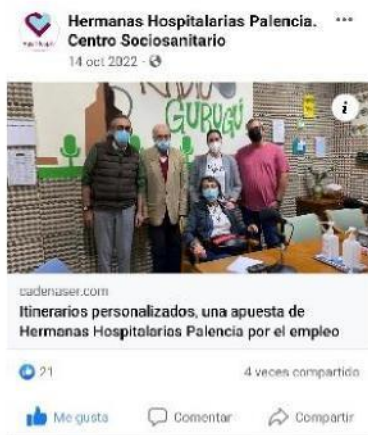 Hermanas Hospitalarias Palencia.
Centro Sociosanitario
14 oct 2022
RADIO
GURUGÚ
cadenaser.com
Itinerarios personalizados, una apuesta de
Hermanas Hospitalarias Palencia por el empleo
21
4 veces compartido
Me gusta
Comentar
Compartir